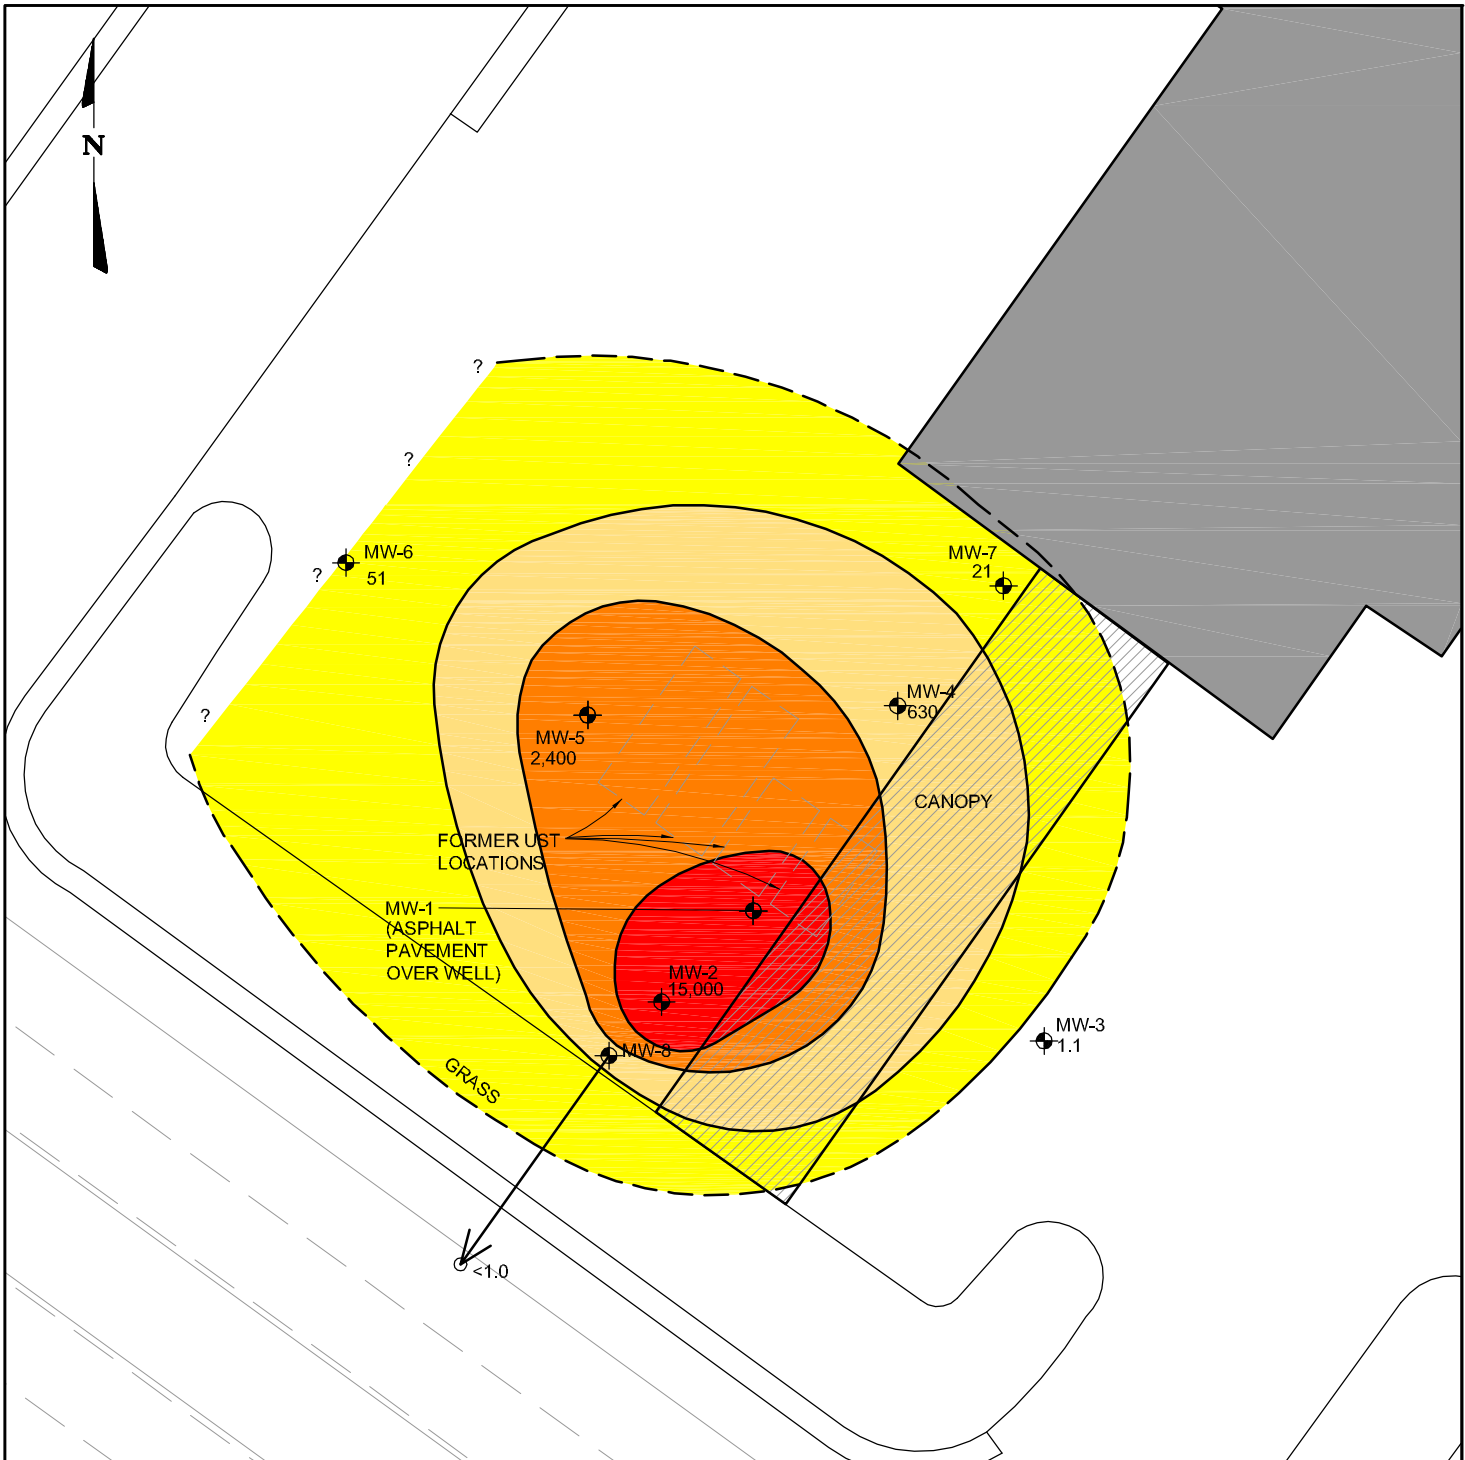 N
?
?
MW-6
51
?
?
MW-7
21
MW-4
630
MW-5
2,400
CANOPY
FORMER UST
LOCATIONS
MW-1
(ASPHALT
PAVEMENT
OVER WELL)
MW-2
15,000
MW-3
1.1
MW-8
GRASS
<1.0